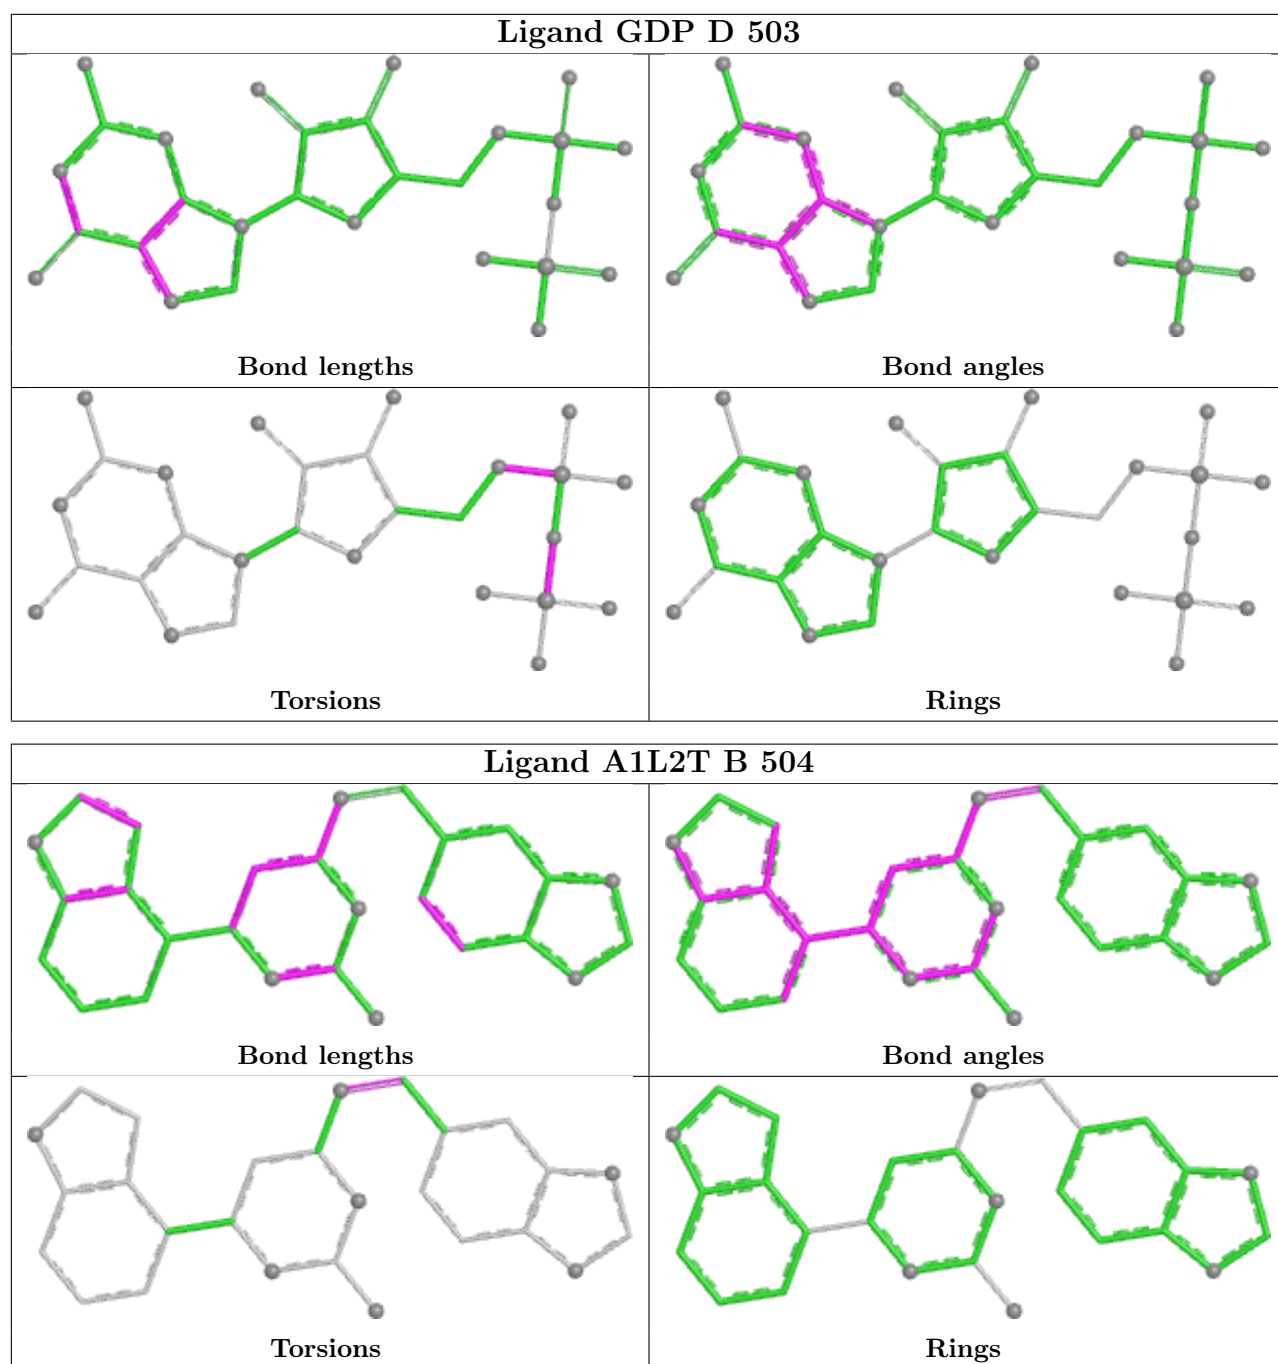 Ligand GDP D 503
Bond lengths
Bond angles
Torsions
Rings
Ligand A1L2T B 504
Bond lengths
Bond angles
Torsions
Rings